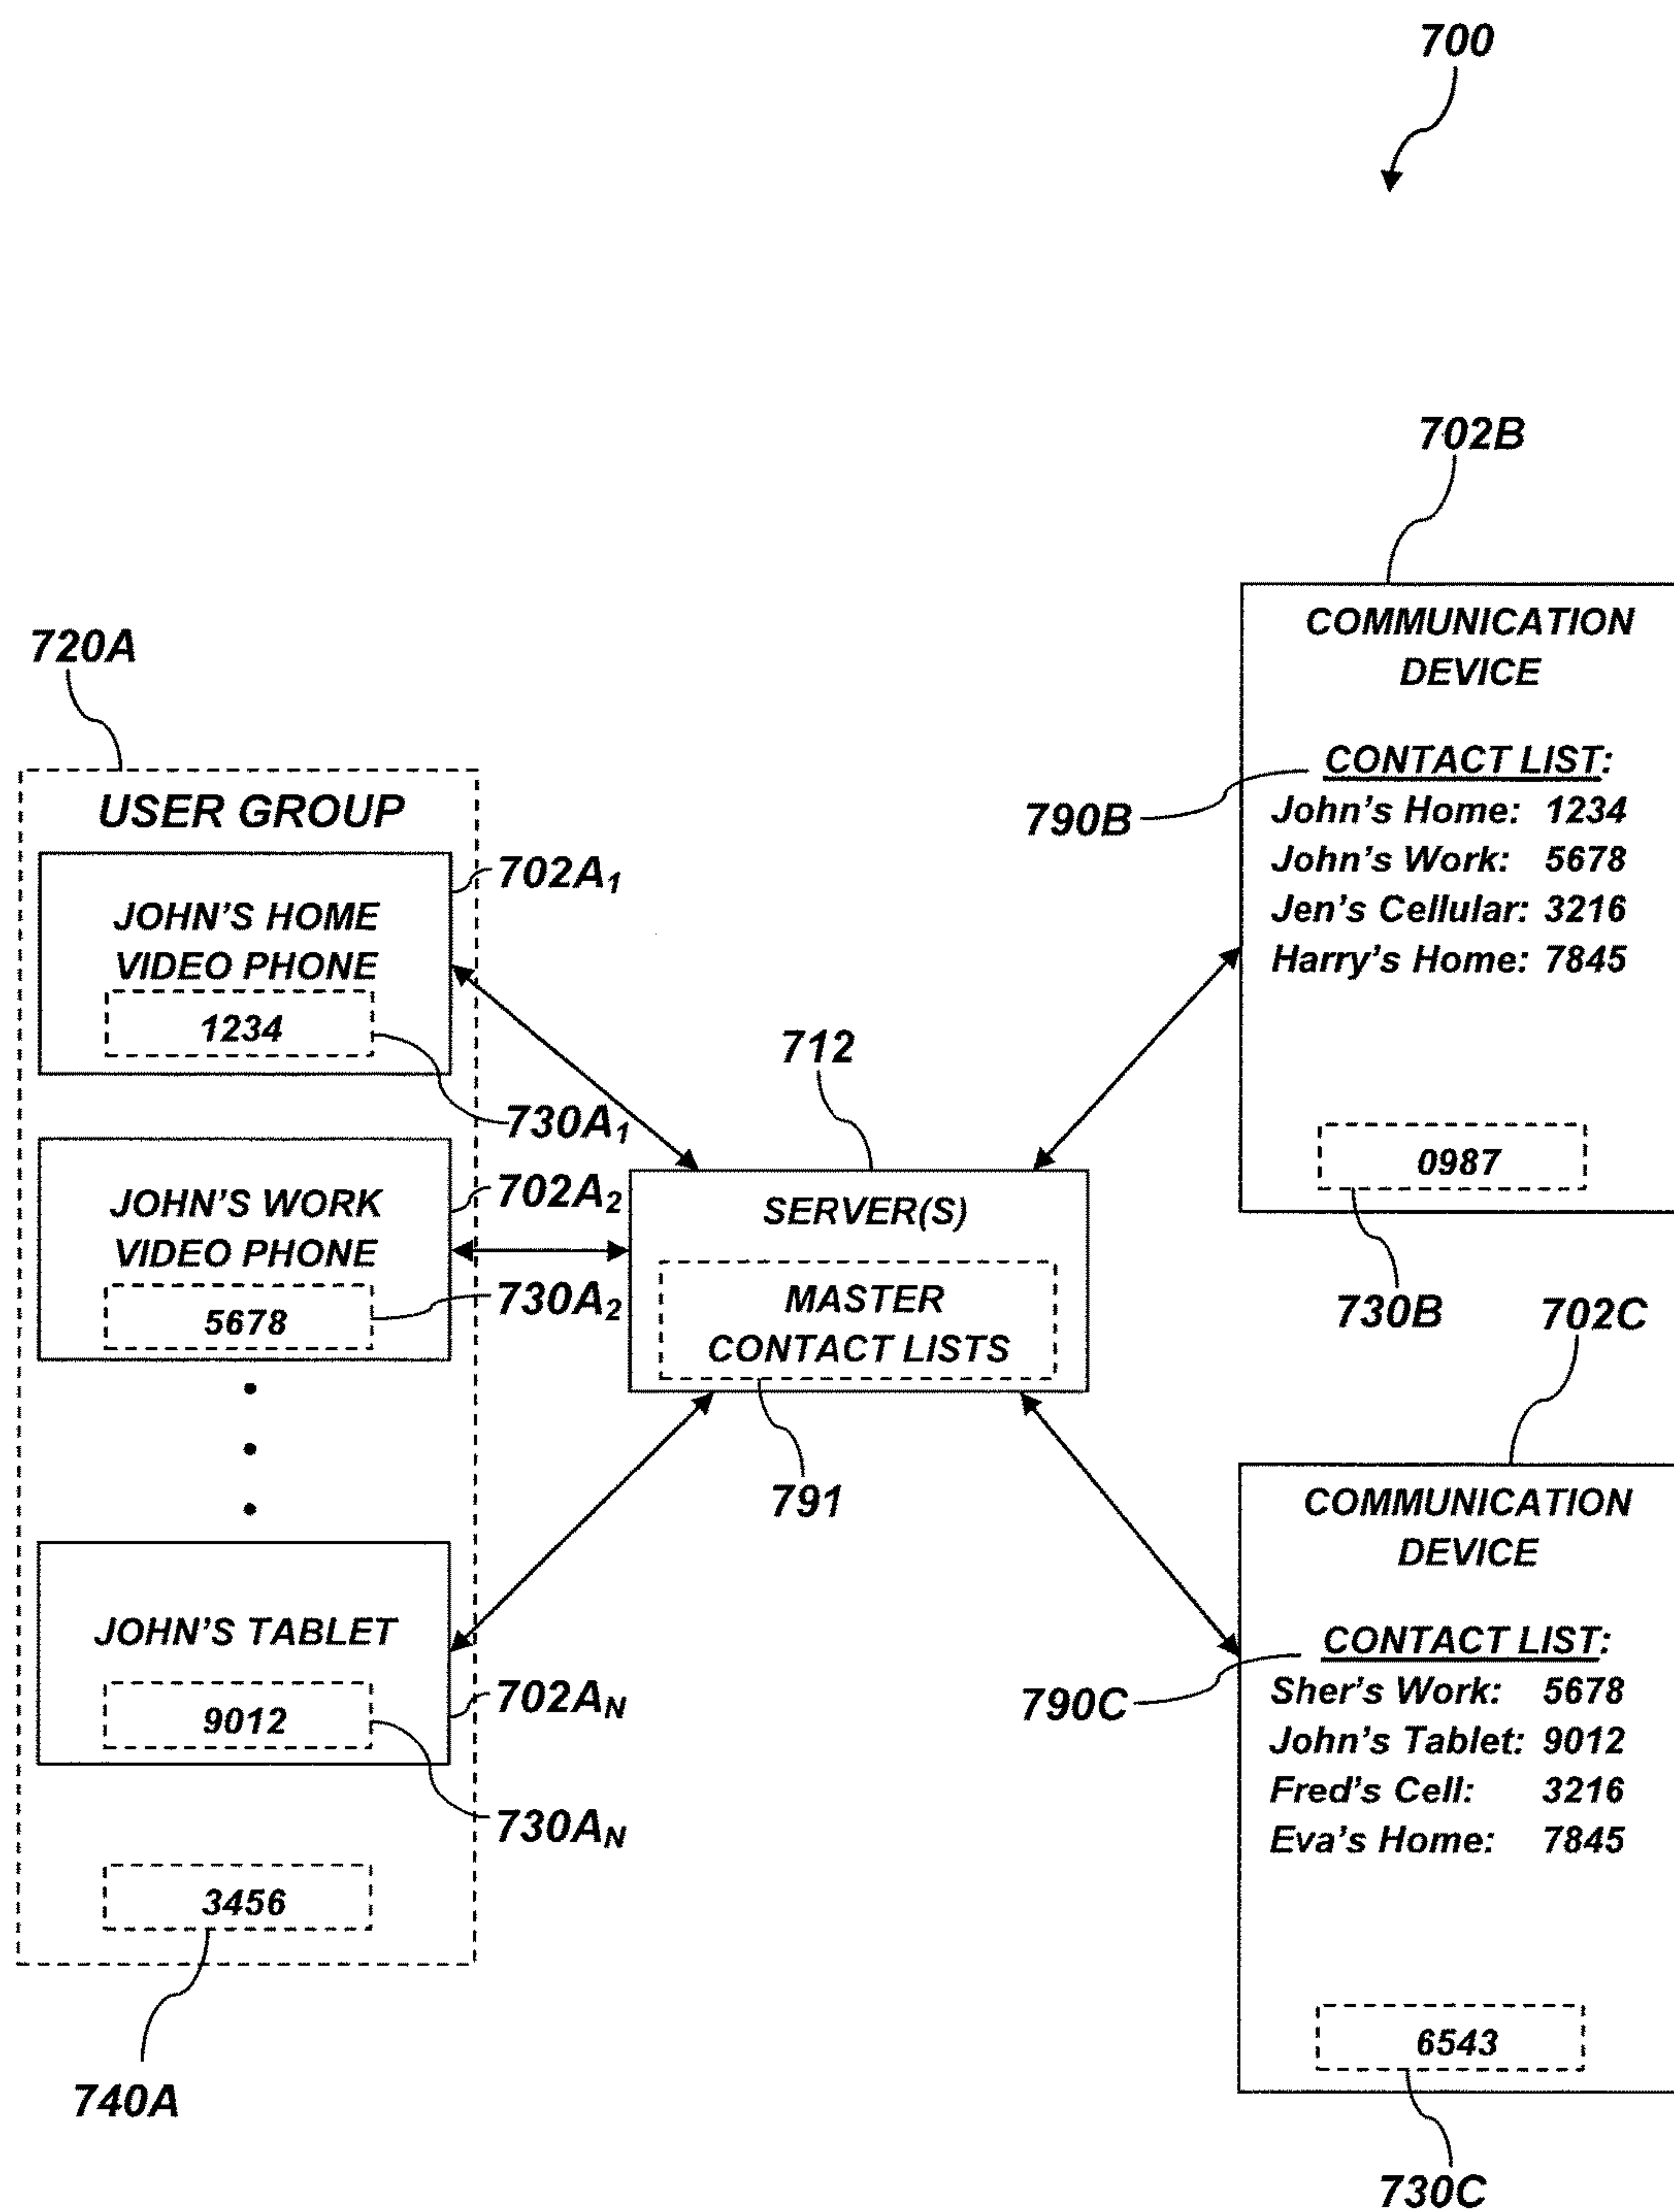 700
702B
COMMUNICATION
DEVICE
CONTACT LIST:
790B
John's Home: 1234
John's Work: 5678
Jen's Cellular: 3216
Harry's Home: 7845
0987
730B
720A
USER GROUP
702A1
JOHN'S HOME
VIDEO PHONE
1234
730A1
702A2
JOHN'S WORK
VIDEO PHONE
5678
730A2
712
SERVER(S)
MASTER
CONTACT LISTS
791
JOHN'S TABLET
9012
702AN
730AN
3456
740A
702C
COMMUNICATION
DEVICE
CONTACT LIST:
790C
Sher's Work: 5678
John's Tablet: 9012
Fred's Cell: 3216
Eva's Home: 7845
6543
730C